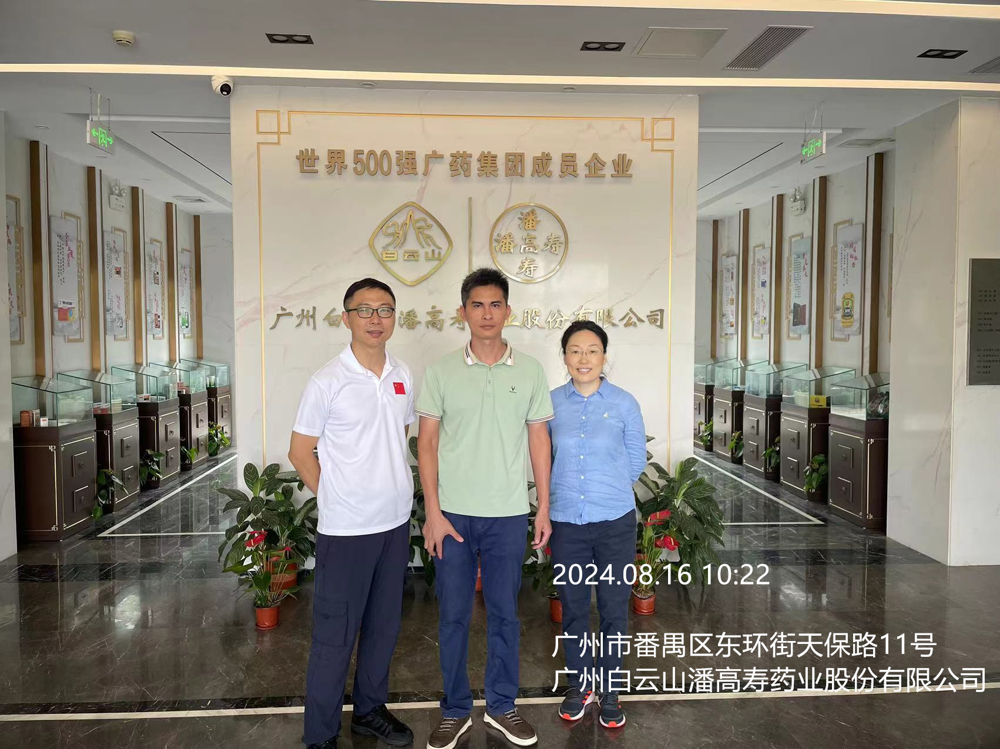 世界500强广药集团成员企业
白云山
潘
潘高寿
寿
广州白 潘高寿 业股份有限公司
2024.08.16 10:22
广州市番禺区东环街天保路11号
广州白云山潘高寿药业股份有限公司